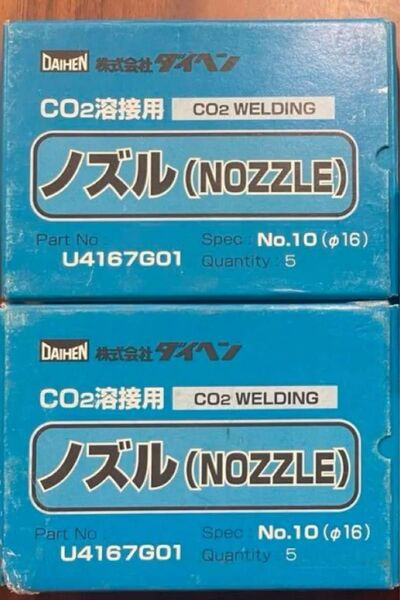 DAIHEN 株式会社ダイヘン
CO2溶接用 CO2 WELDING
ノズル(NOZZLE)
Part No : Spec : No.10(φ16)
U4167G01 Quantity : 5
DAIHEN 株式会社ダイヘン
CO2溶接用 CO2 WELDING
ノズル(NOZZLE)
Part No : Spec : No.10(φ16)
U4167G01 Quantity : 5